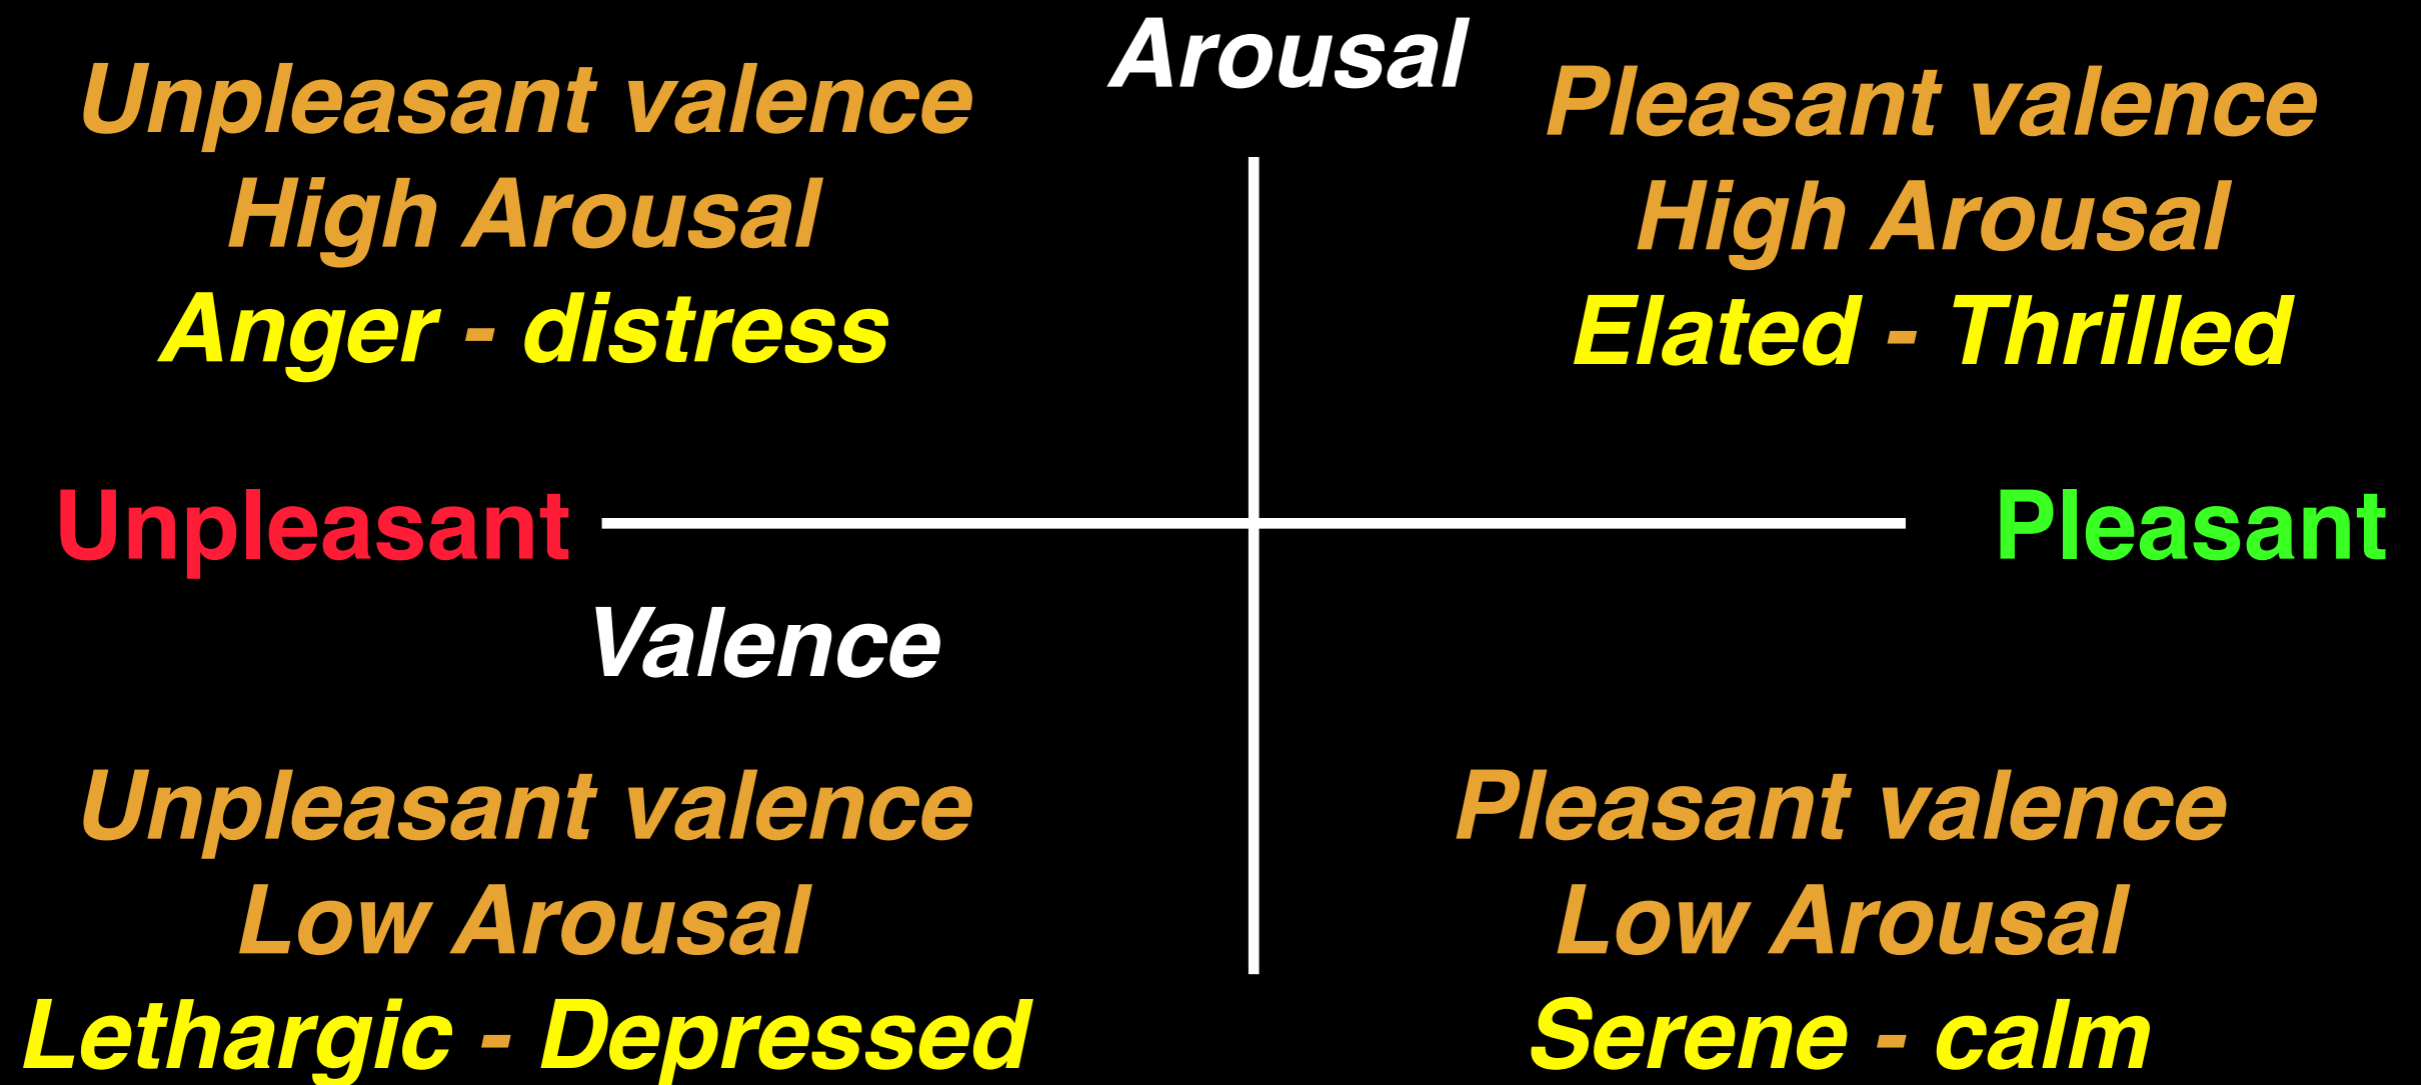 Arousal
Unpleasant valence
High Arousal
Anger - distress
Pleasant valence
High Arousal
Elated - Thrilled
Unpleasant
Pleasant
Valence
Unpleasant valence
Low Arousal
Lethargic - Depressed
Pleasant valence
Low Arousal
Serene - calm